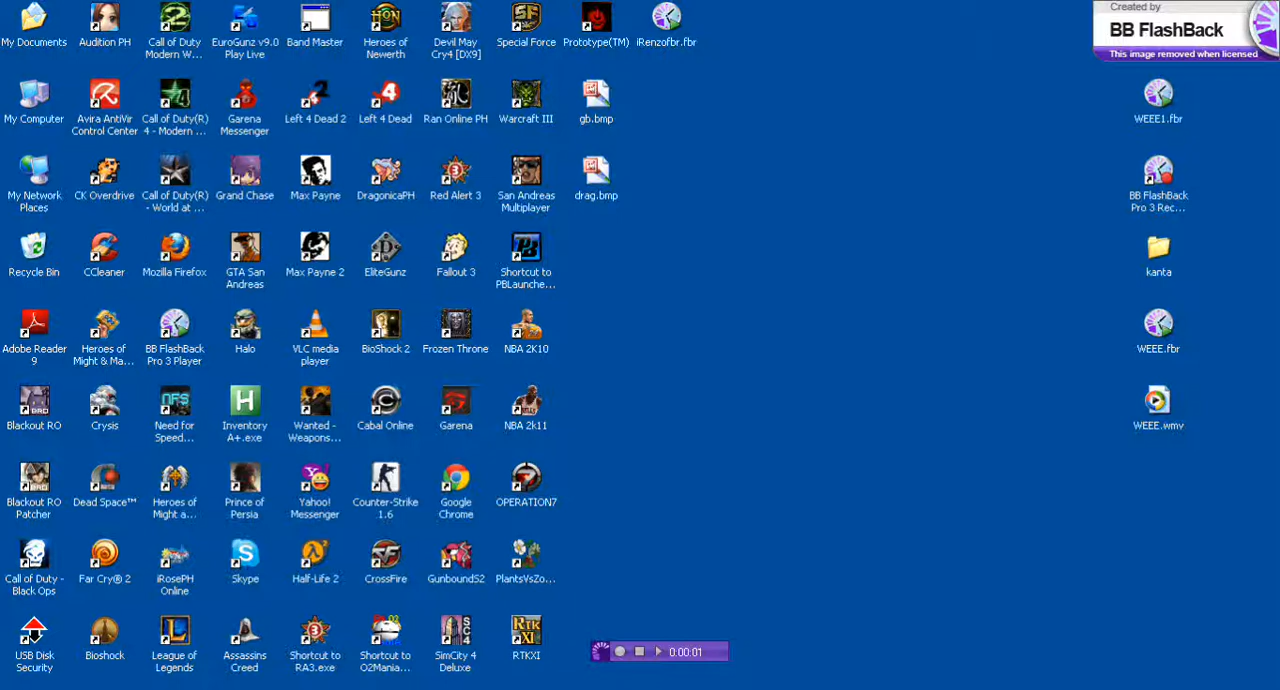 Created by
BB FlashBack
This image removed when licensed
My Documents
Audition PH
Call of Duty
Modern W...
EuroGunz v9.0
Play Live
Band Master
Heroes of
Newerth
Devil May
Cry4 [DX9]
Special Force
Prototype(TM)
iRenzofbr.fbr
My Computer
Avira AntiVir
Control Center
Call of Duty(R)
4 - Modern ...
Garena
Messenger
Left 4 Dead 2
Left 4 Dead
Ran Online PH
Warcraft III
gb.bmp
WEEE1.fbr
My Network
Places
CK Overdrive
Call of Duty(R)
- World at ...
Grand Chase
Max Payne
DragonicaPH
Red Alert 3
San Andreas
Multiplayer
drag.bmp
BB FlashBack
Pro 3 Rec...
Recycle Bin
CCleaner
Mozilla Firefox
GTA San
Andreas
Max Payne 2
EliteGunz
Fallout 3
Shortcut to
PBLaunche...
kanta
Adobe Reader
9
Heroes of
Might & Ma...
BB FlashBack
Pro 3 Player
Halo
VLC media
player
BioShock 2
Frozen Throne
NBA 2K10
WEEE.fbr
Blackout RO
Crysis
Need for
Speed...
Inventory
A+.exe
Wanted -
Weapons...
Cabal Online
Garena
NBA 2k11
WEEE.wmv
Blackout RO
Patcher
Dead Space™
Heroes of
Might a...
Prince of
Persia
Yahoo!
Messenger
Counter-Strike
1.6
Google
Chrome
OPERATION7
Call of Duty -
Black Ops
Far Cry® 2
iRosePH
Online
Skype
Half-Life 2
CrossFire
GunboundS2
PlantsVsZo...
USB Disk
Security
Bioshock
League of
Legends
Assassins
Creed
Shortcut to
RA3.exe
Shortcut to
O2Mania...
SimCity 4
Deluxe
RTKXI
0:00:01